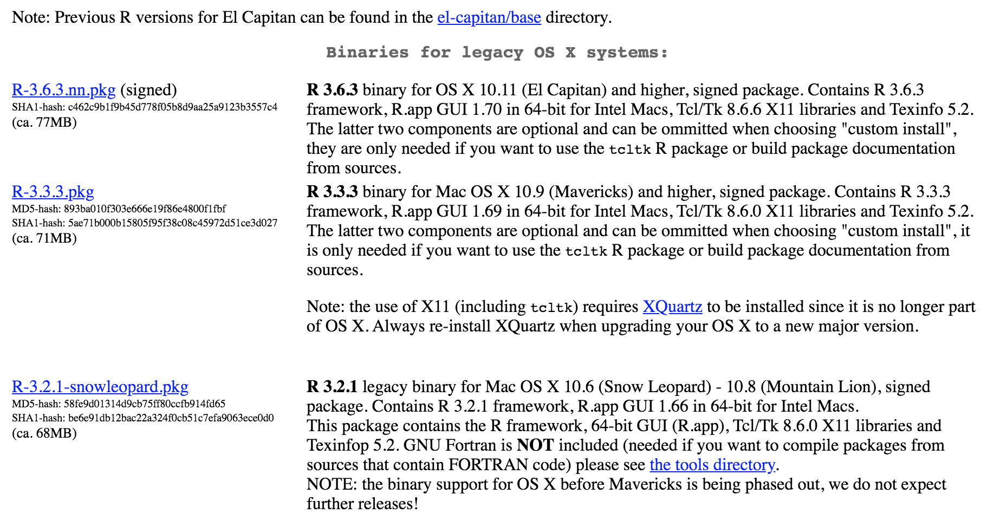 Note: Previous R versions for El Capitan can be found in the el-capitan/base directory.
Binaries for legacy OS X systems:
R-3.6.3.nn.pkg (signed)
SHA1-hash: c462c9b1f9b45d778f05b8d9aa25a9123b3557c4
(ca. 77MB)
R 3.6.3 binary for OS X 10.11 (El Capitan) and higher, signed package. Contains R 3.6.3
framework, R.app GUI 1.70 in 64-bit for Intel Macs, Tcl/Tk 8.6.6 X11 libraries and Texinfo 5.2.
The latter two components are optional and can be ommitted when choosing "custom install",
they are only needed if you want to use the tcltk R package or build package documentation
from sources.
R-3.3.3.pkg
MD5-hash: 893ba010f303e666e19f86e4800f1fbf
SHA1-hash: 5ae71b000b15805f95f38c08c45972d51ce3d027
(ca. 71MB)
R 3.3.3 binary for Mac OS X 10.9 (Mavericks) and higher, signed package. Contains R 3.3.3
framework, R.app GUI 1.69 in 64-bit for Intel Macs, Tcl/Tk 8.6.0 X11 libraries and Texinfo 5.2.
The latter two components are optional and can be ommitted when choosing "custom install", it
is only needed if you want to use the tcltk R package or build package documentation from
sources.
Note: the use of X11 (including tcltk) requires XQuartz to be installed since it is no longer part
of OS X. Always re-install XQuartz when upgrading your OS X to a new major version.
R-3.2.1-snowleopard.pkg
MD5-hash: 58fe9d01314d9cb75ff80ccfb914fd65
SHA1-hash: be6e91db12bac22a324f0cb51c7efa9063ece0d0
(ca. 68MB)
R 3.2.1 legacy binary for Mac OS X 10.6 (Snow Leopard) - 10.8 (Mountain Lion), signed
package. Contains R 3.2.1 framework, R.app GUI 1.66 in 64-bit for Intel Macs.
This package contains the R framework, 64-bit GUI (R.app), Tcl/Tk 8.6.0 X11 libraries and
Texinfop 5.2. GNU Fortran is NOT included (needed if you want to compile packages from
sources that contain FORTRAN code) please see the tools directory.
NOTE: the binary support for OS X before Mavericks is being phased out, we do not expect
further releases!